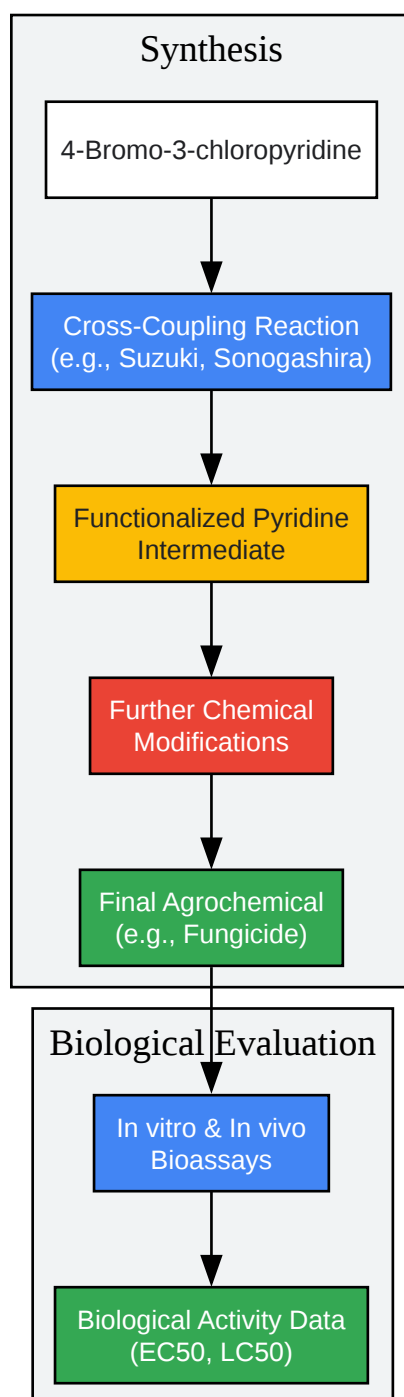 Synthesis
4-Bromo-3-chloropyridine
Cross-Coupling Reaction
(e.g., Suzuki, Sonogashira)
Functionalized Pyridine
Intermediate
Further Chemical
Modifications
Final Agrochemical
(e.g., Fungicide)
Biological Evaluation
In vitro & In vivo
Bioassays
Biological Activity Data
(EC50, LC50)